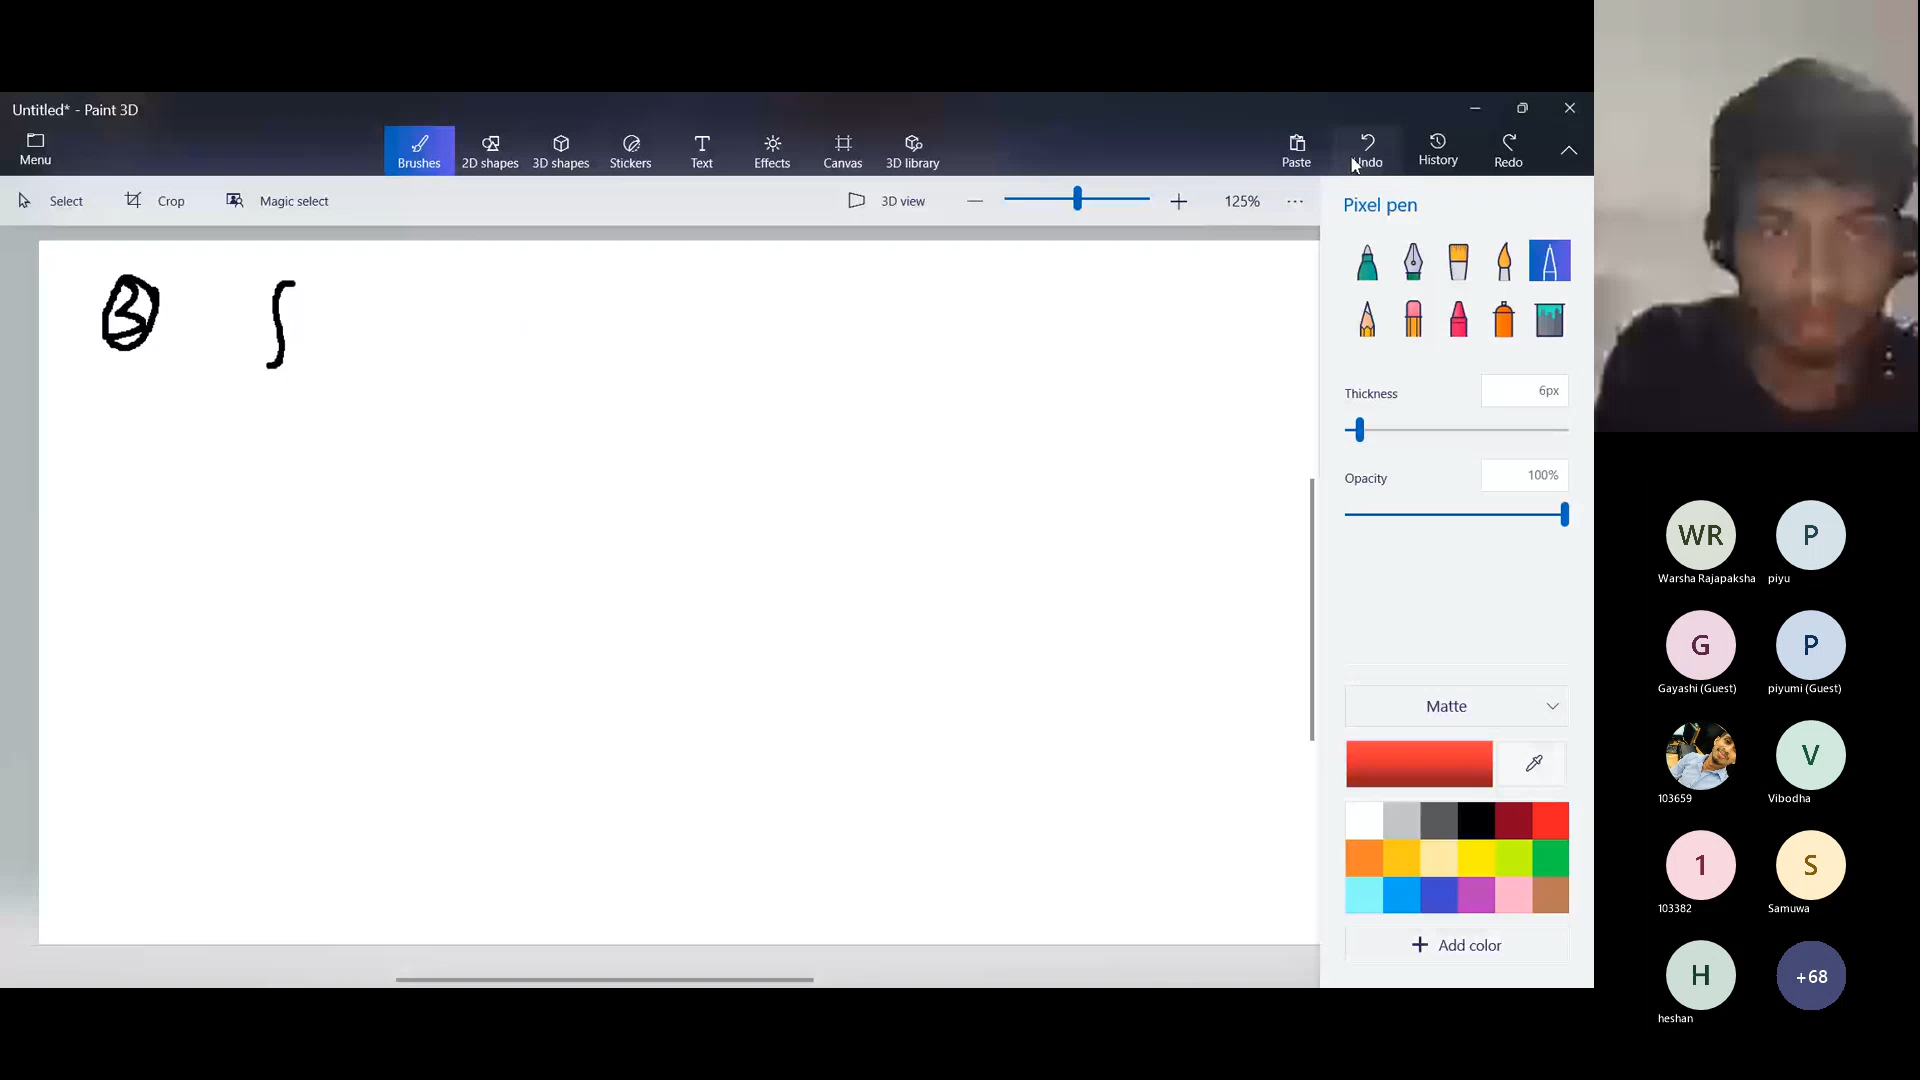 Untitled* - Paint 3D
Menu
Brushes 2D shapes 3D shapes Stickers Text Effects Canvas 3D library Paste Undo History Redo
Select Crop Magic select 3D view 125%
Pixel pen
∫
Thickness 6px
Opacity 100%
Matte
Add color
WR P
Warsha Rajapaksha piyu
G P
Gayashi (Guest) piyumi (Guest)
V
103659 Vibodha
1 S
103382 Samuwa
H +68
heshan